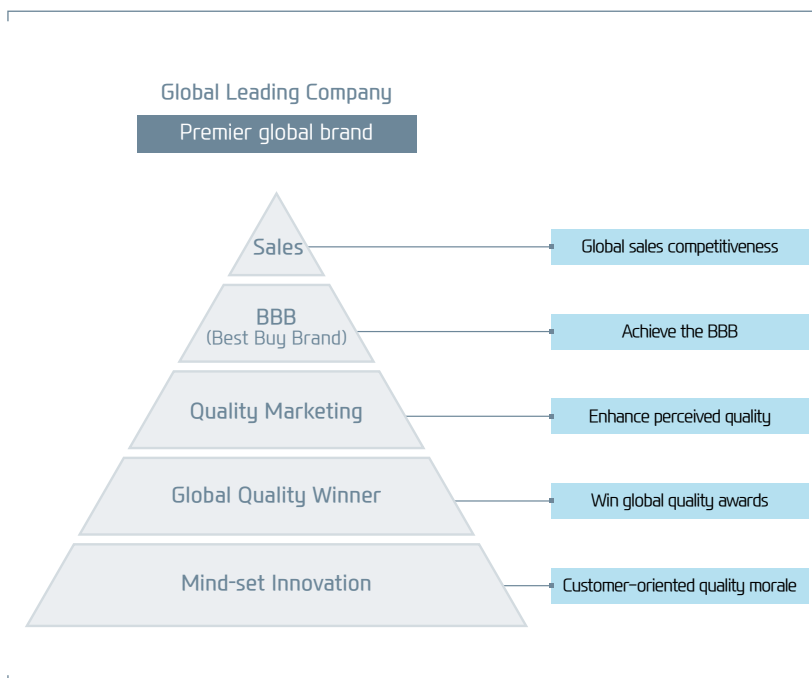 Global Leading Company
Premier global brand
Sales
Global sales competitiveness
BBB
(Best Buy Brand)
Achieve the BBB
Quality Marketing
Enhance perceived quality
Global Quality Winner
Win global quality awards
Mind-set Innovation
Customer-oriented quality morale